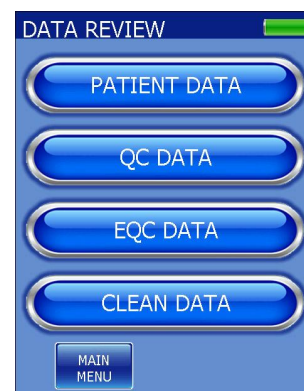 DATA REVIEW
PATIENT DATA
QC DATA
EQC DATA
CLEAN DATA
MAIN
MENU